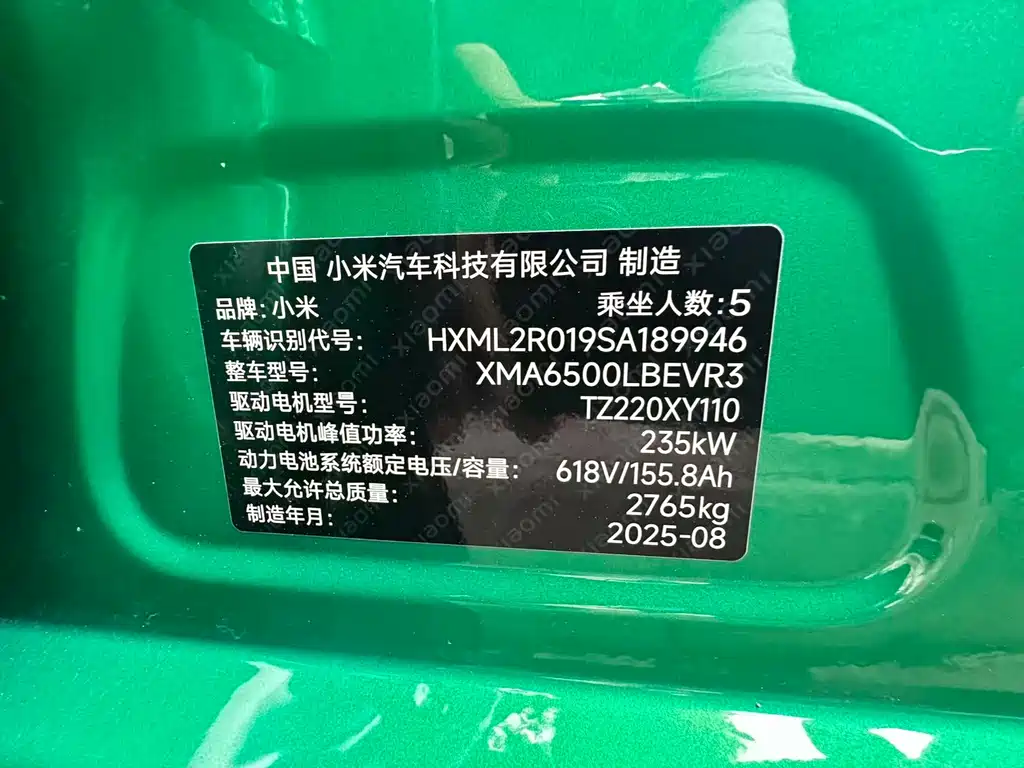 中国 小米汽车科技有限公司 制造
品牌: 小米 乘坐人数: 5
车辆识别代号: HXML2R019SA189946
整车型号: XMA6500LBEVR3
驱动电机型号: TZ220XY110
驱动电机峰值功率: 235kW
动力电池系统额定电压/容量: 618V/155.8Ah
最大允许总质量: 2765kg
制造年月: 2025-08